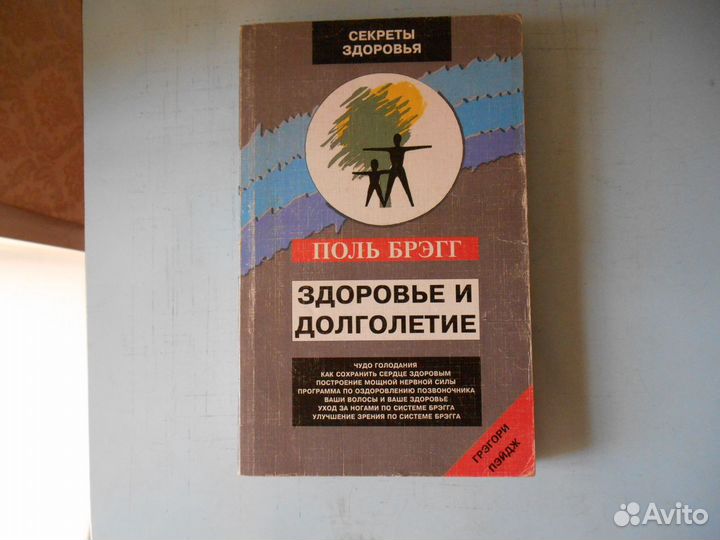 СЕКРЕТЫ
ЗДОРОВЬЯ
ПОЛЬ БРЭГГ
ЗДОРОВЬЕ И
ДОЛГОЛЕТИЕ
ЧУДО ГОЛОДАНИЯ
КАК СОХРАНИТЬ СЕРДЦЕ ЗДОРОВЫМ
ПОСТРОЕНИЕ МОЩНОЙ НЕРВНОЙ СИЛЫ
ПРОГРАММА ПО ОЗДОРОВЛЕНИЮ ПОЗВОНОЧНИКА
ВАШИ ВОЛОСЫ И ВАШЕ ЗДОРОВЬЕ
УХОД ЗА НОГАМИ ПО СИСТЕМЕ БРЭГГА
УЛУЧШЕНИЕ ЗРЕНИЯ ПО СИСТЕМЕ БРЭГГА
ГРЭГОРИ
ПЭЙДЖ
Avito